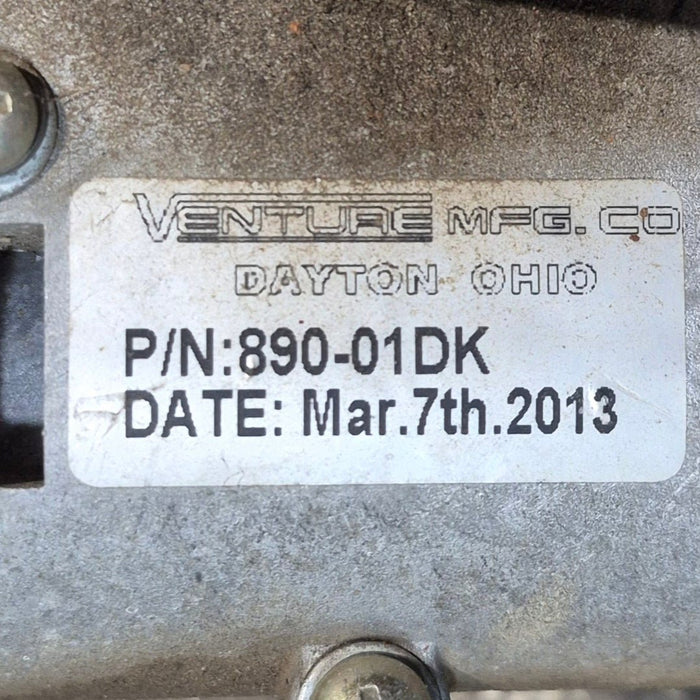 VENTURE MFG. CO
DAYTON OHIO
P/N:890-01DK
DATE: Mar.7th.2013